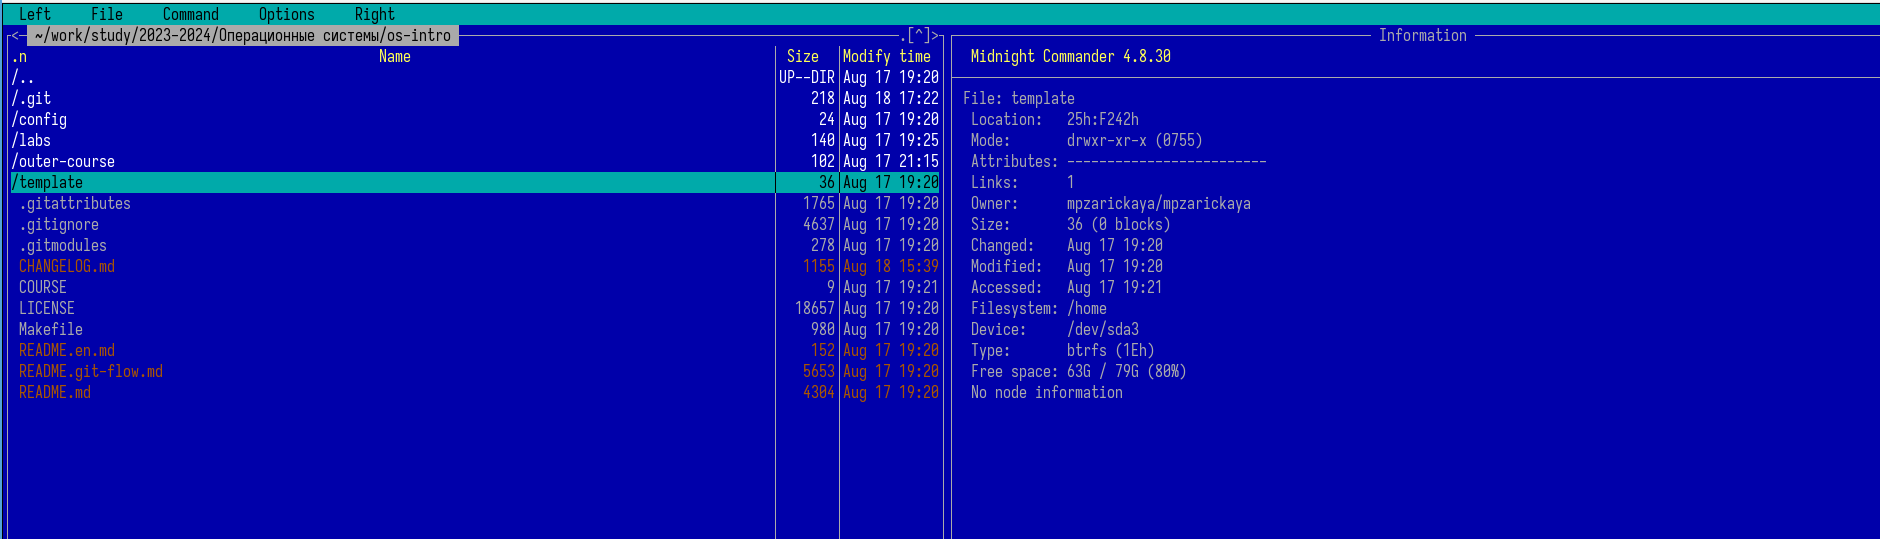 Left File Command Options Right
<- ~/work/study/2023-2024/Операционные системы/os-intro .[^]>
.n Name Size Modify time
/.. UP--DIR Aug 17 19:20
/.git 218 Aug 18 17:22
/config 24 Aug 17 19:20
/labs 140 Aug 17 19:25
/outer-course 102 Aug 17 21:15
/template 36 Aug 17 19:20
.gitattributes 1765 Aug 17 19:20
.gitignore 4637 Aug 17 19:20
.gitmodules 278 Aug 17 19:20
CHANGELOG.md 1155 Aug 18 15:39
COURSE 9 Aug 17 19:21
LICENSE 18657 Aug 17 19:20
Makefile 980 Aug 17 19:20
README.en.md 152 Aug 17 19:20
README.git-flow.md 5653 Aug 17 19:20
README.md 4304 Aug 17 19:20
Information
Midnight Commander 4.8.30
File: template
Location: 25h:F242h
Mode: drwxr-xr-x (0755)
Attributes: -------------------------
Links: 1
Owner: mpzarickaya/mpzarickaya
Size: 36 (0 blocks)
Changed: Aug 17 19:20
Modified: Aug 17 19:20
Accessed: Aug 17 19:21
Filesystem: /home
Device: /dev/sda3
Type: btrfs (1Eh)
Free space: 63G / 79G (80%)
No node information